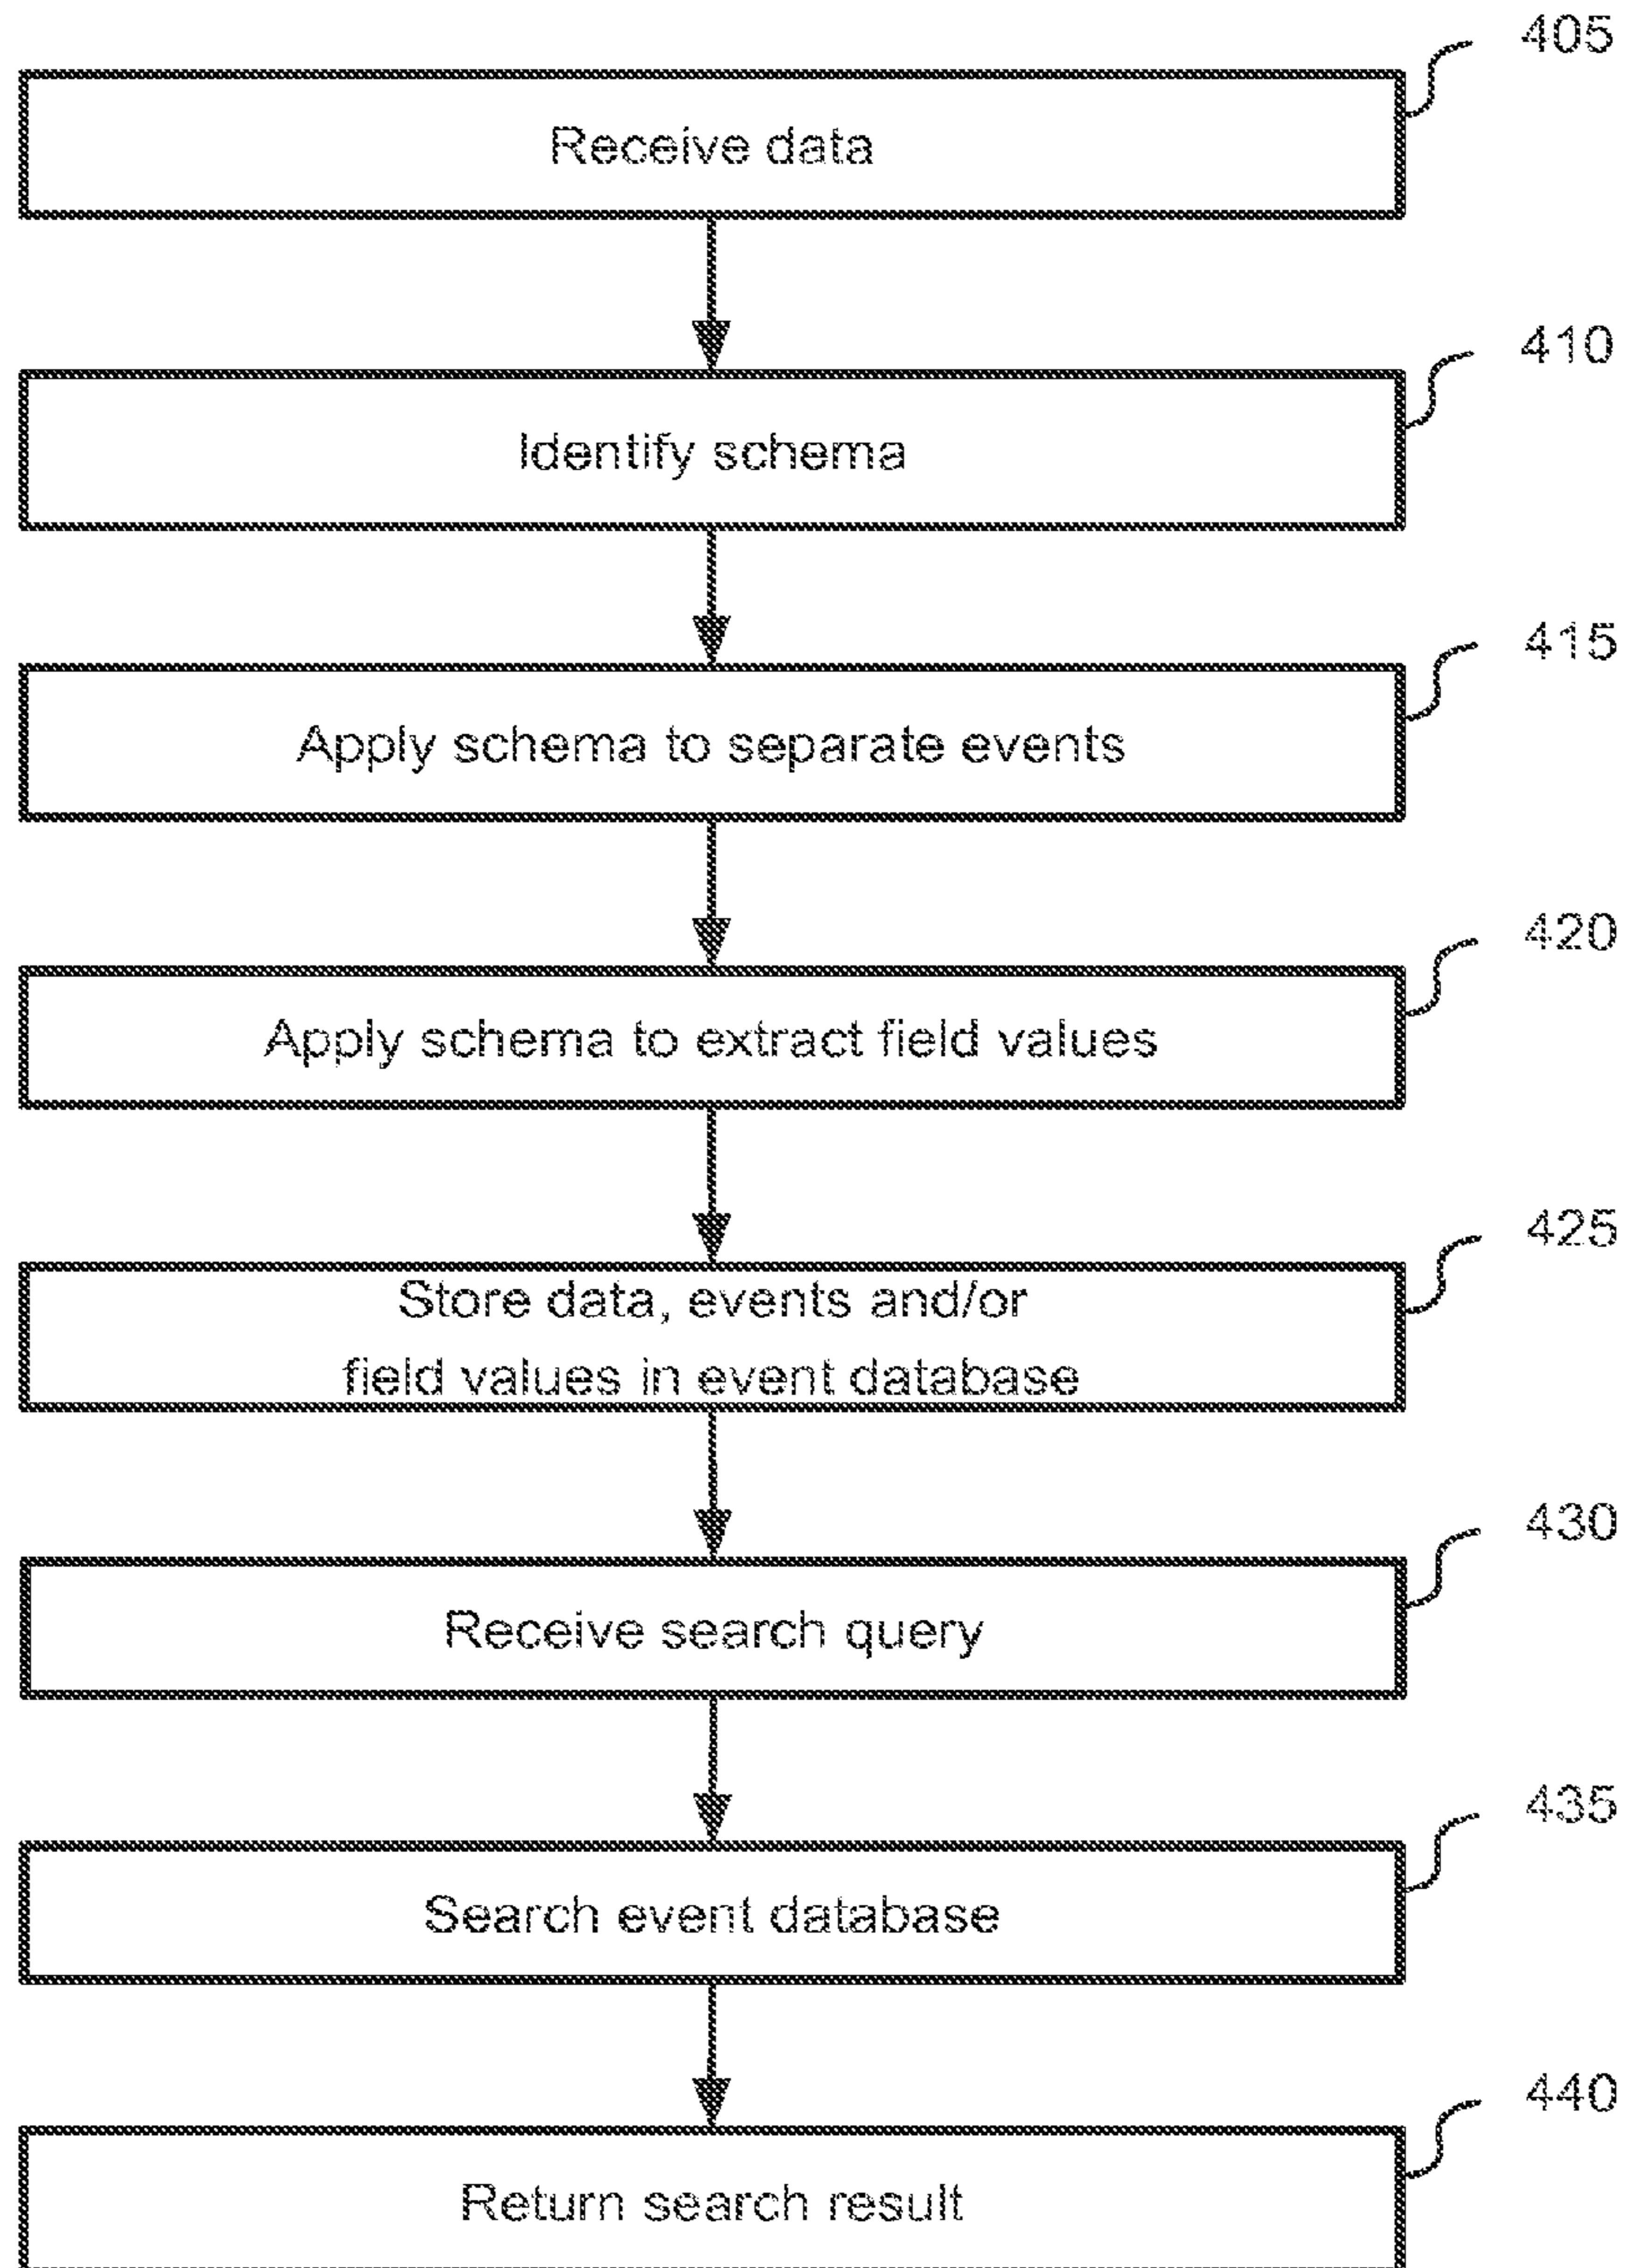 405
Receive data
410
Identify schema
415
Apply schema to separate events
420
Apply schema to extract field values
425
Store data, events and/or
field values in event database
430
Receive search query
435
Search event database
440
Return search result